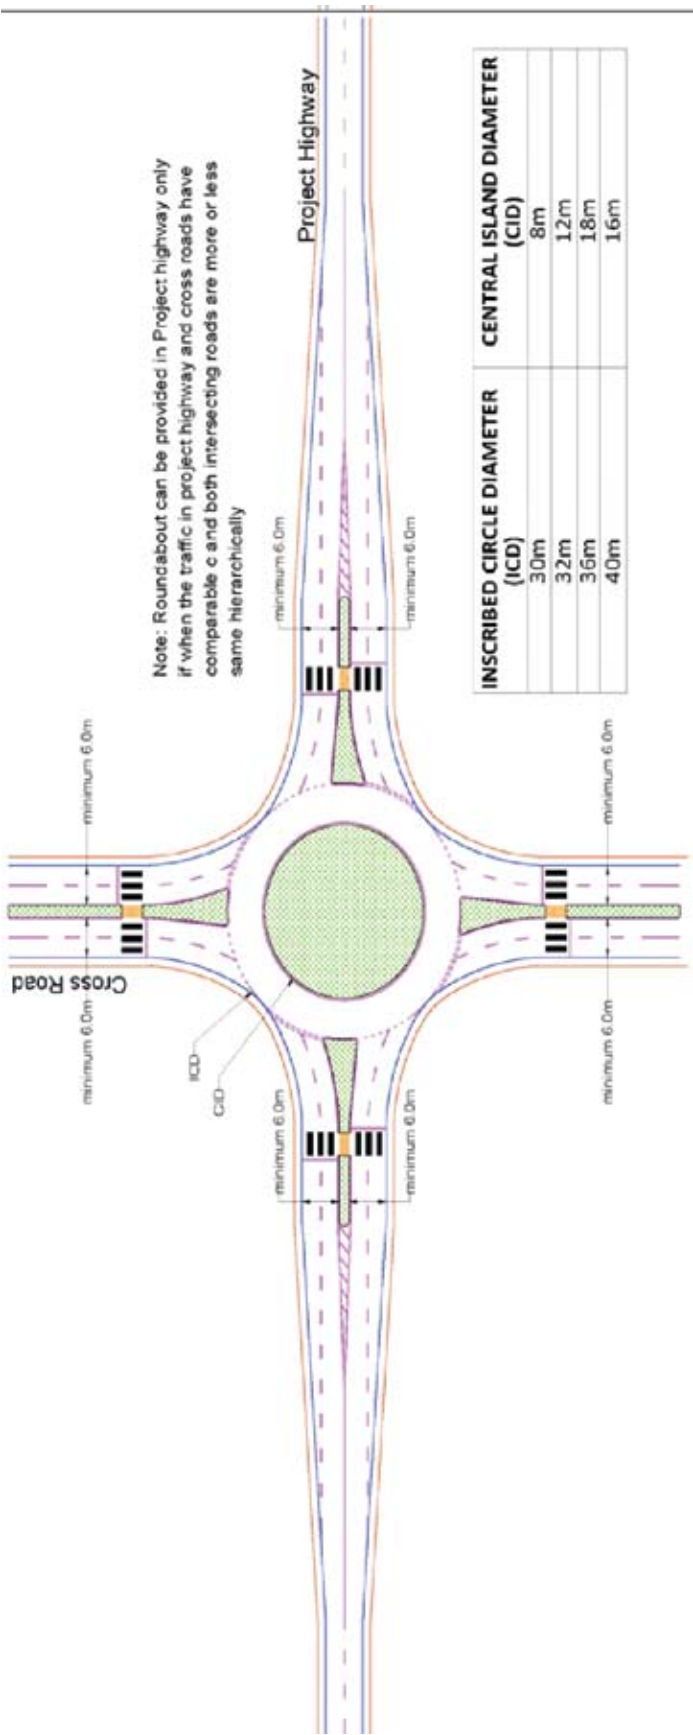 Note: Roundabout can be provided in Project highway only
if when the traffic in project highway and cross roads have
comparable c and both intersecting roads are more or less
same hierarchically
Project Highway
Cross Road
minimum 6.0m
minimum 6.0m
minimum 6.0m
minimum 6.0m
minimum 6.0m
minimum 6.0m
minimum 6.0m
minimum 6.0m
ICD
CID
INSCRIBED CIRCLE DIAMETER CENTRAL ISLAND DIAMETER
(ICD) (CID)
30m 8m
32m 12m
36m 18m
40m 16m